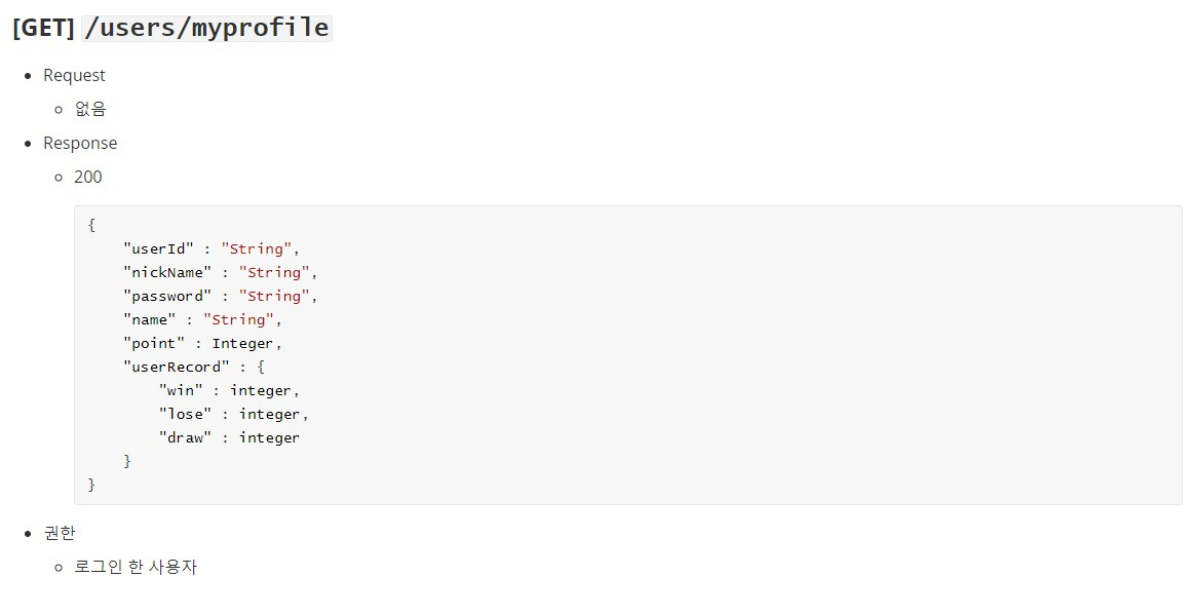 [GET] /users/myprofile
Request
없음
Response
200
{
"userId" : "String",
"nickName" : "String",
"password" : "String",
"name" : "String",
"point" : Integer,
"userRecord" : {
"win" : integer,
"lose" : integer,
"draw" : integer
}
}
권한
로그인 한 사용자